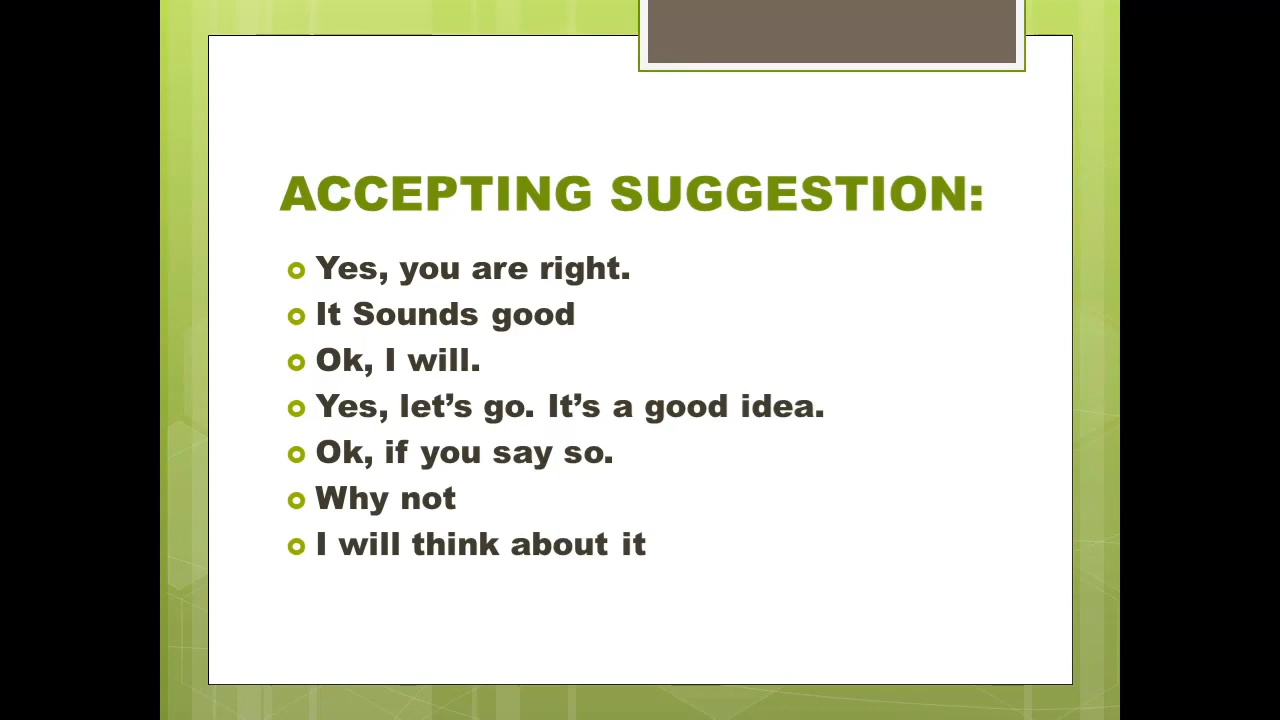 ACCEPTING SUGGESTION:
Yes, you are right.
It Sounds good
Ok, I will.
Yes, let’s go. It’s a good idea.
Ok, if you say so.
Why not
I will think about it